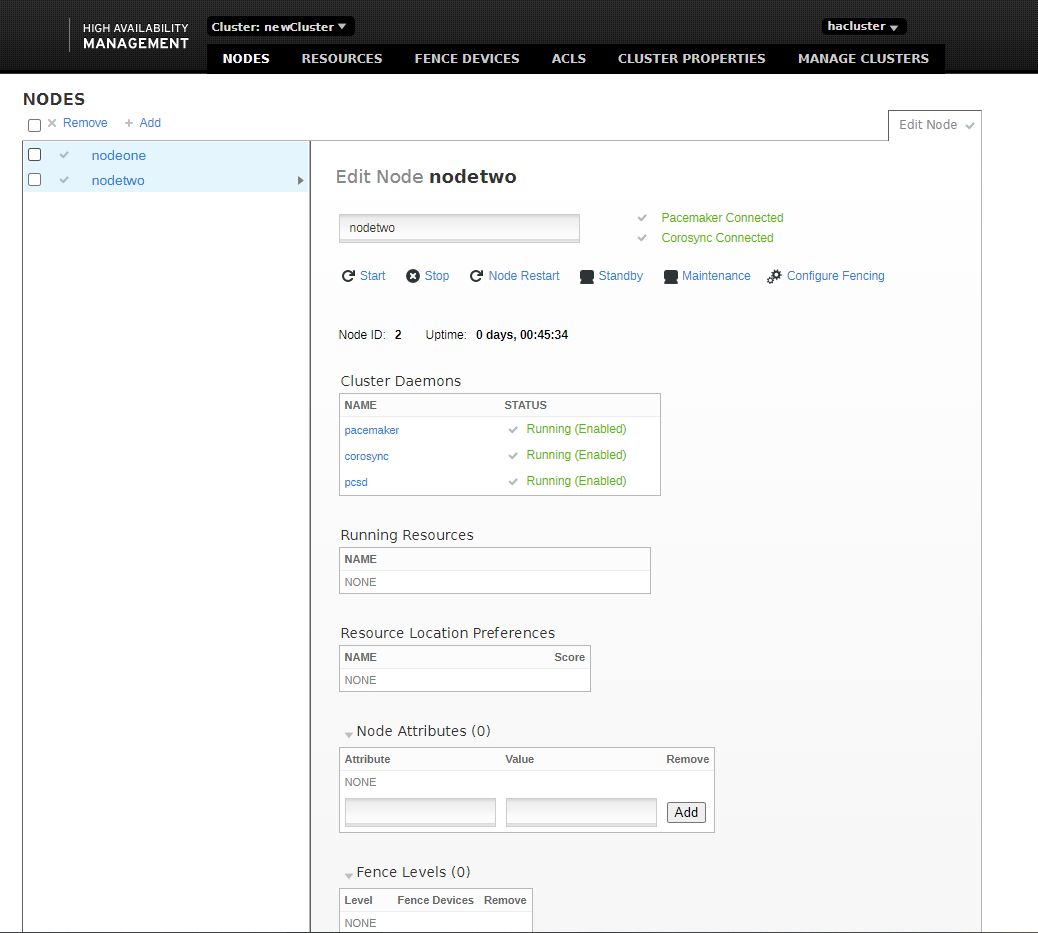 HIGH AVAILABILITY
MANAGEMENT
Cluster: newCluster
hacluster
NODES RESOURCES FENCE DEVICES ACLS CLUSTER PROPERTIES MANAGE CLUSTERS
NODES
Remove Add
Edit Node
nodeone
nodetwo
Edit Node nodetwo
nodetwo
Pacemaker Connected
Corosync Connected
Start Stop Node Restart Standby Maintenance Configure Fencing
Node ID: 2 Uptime: 0 days, 00:45:34
Cluster Daemons
NAME STATUS
pacemaker Running (Enabled)
corosync Running (Enabled)
pcsd Running (Enabled)
Running Resources
NAME
NONE
Resource Location Preferences
NAME Score
NONE
Node Attributes (0)
Attribute Value Remove
NONE
Add
Fence Levels (0)
Level Fence Devices Remove
NONE